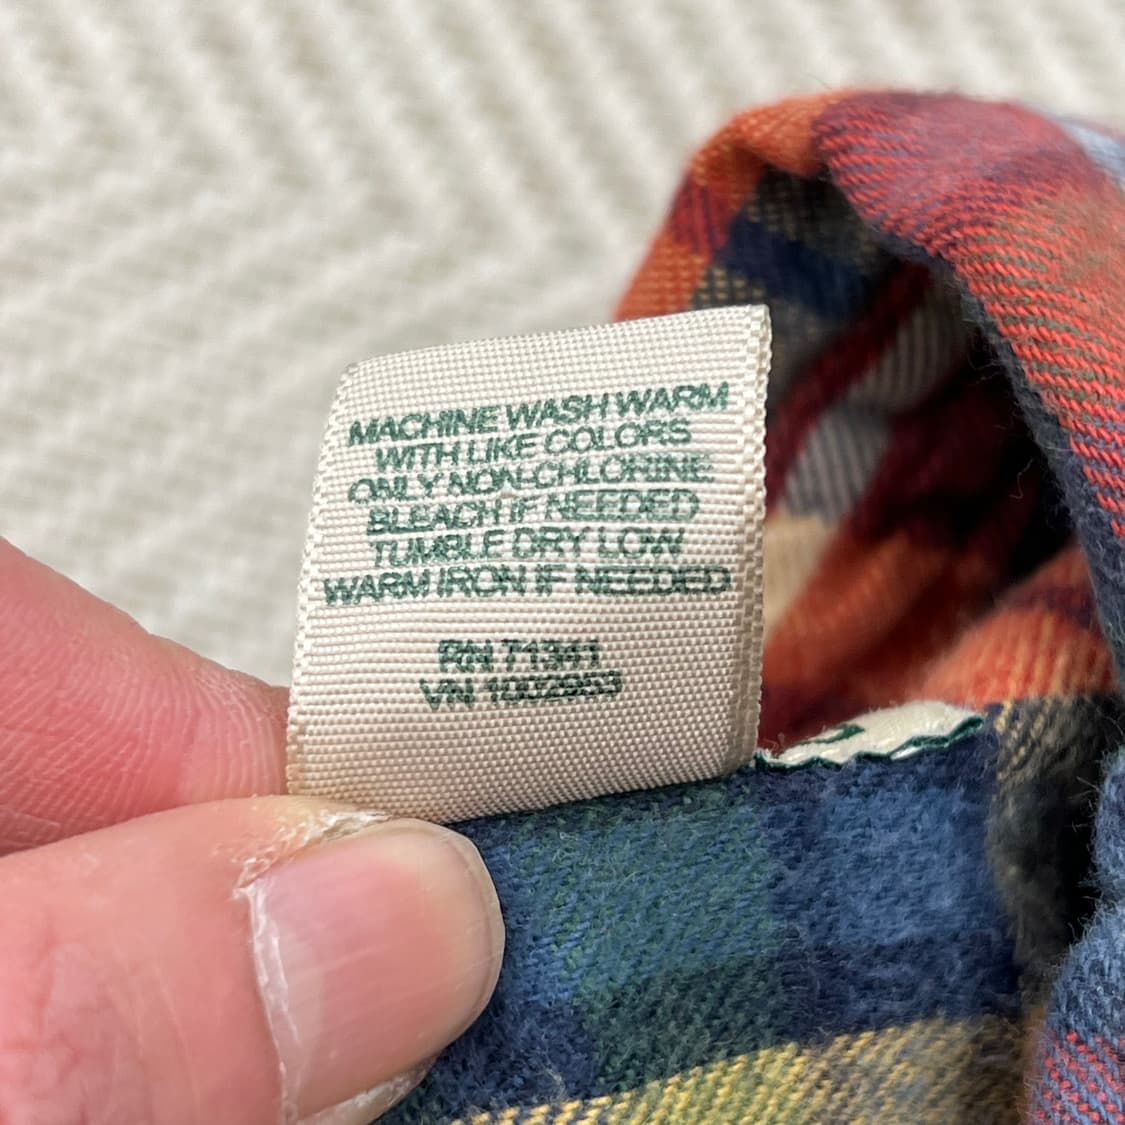 MACHINE WASH WARM
WITH LIKE COLORS
ONLY NON-CHLORINE
BLEACH IF NEEDED
TUMBLE DRY LOW
WARM IRON IF NEEDED
RN 71341
VN